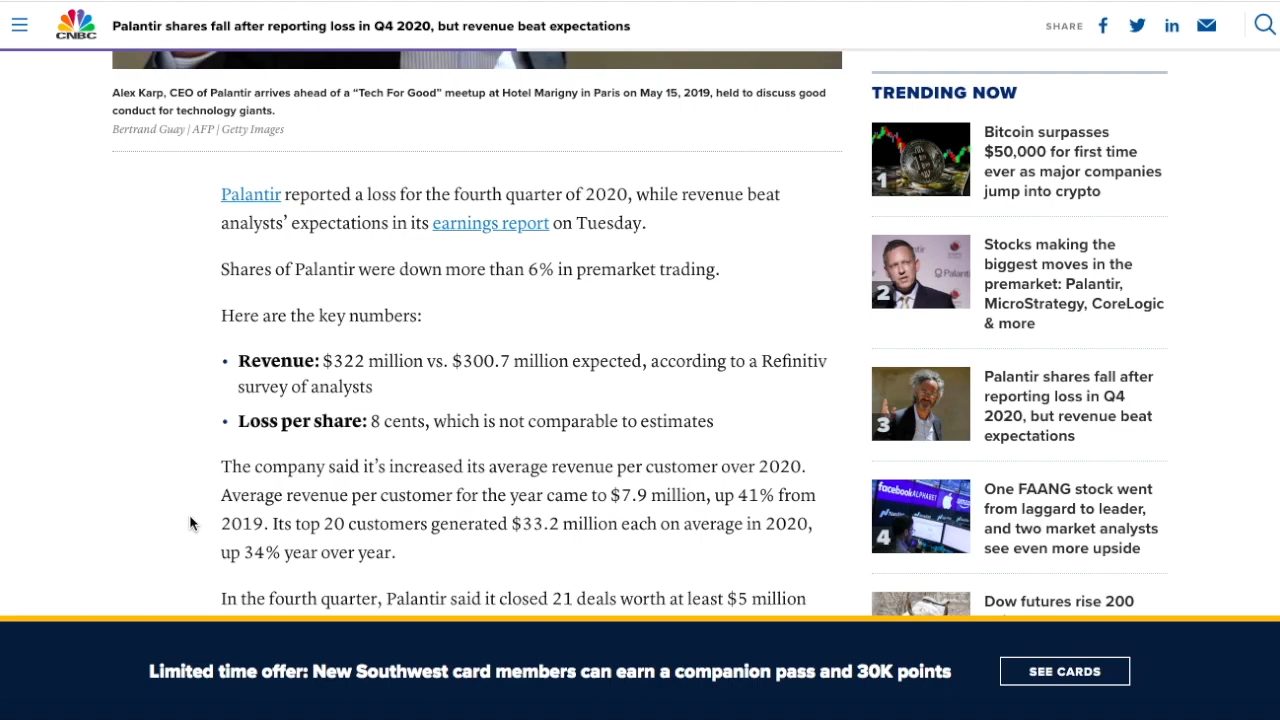 CNBC
Palantir shares fall after reporting loss in Q4 2020, but revenue beat expectations
SHARE
Alex Karp, CEO of Palantir arrives ahead of a “Tech For Good” meetup at Hotel Marigny in Paris on May 15, 2019, held to discuss good
conduct for technology giants.
Bertrand Guay | AFP | Getty Images
Palantir reported a loss for the fourth quarter of 2020, while revenue beat
analysts’ expectations in its earnings report on Tuesday.
Shares of Palantir were down more than 6% in premarket trading.
Here are the key numbers:
• Revenue: $322 million vs. $300.7 million expected, according to a Refinitiv
survey of analysts
• Loss per share: 8 cents, which is not comparable to estimates
The company said it’s increased its average revenue per customer over 2020.
Average revenue per customer for the year came to $7.9 million, up 41% from
2019. Its top 20 customers generated $33.2 million each on average in 2020,
up 34% year over year.
In the fourth quarter, Palantir said it closed 21 deals worth at least $5 million
TRENDING NOW
1
Bitcoin surpasses
$50,000 for first time
ever as major companies
jump into crypto
2
Stocks making the
biggest moves in the
premarket: Palantir,
MicroStrategy, CoreLogic
& more
3
Palantir shares fall after
reporting loss in Q4
2020, but revenue beat
expectations
facebook ALPHABET
4
One FAANG stock went
from laggard to leader,
and two market analysts
see even more upside
Dow futures rise 200
Limited time offer: New Southwest card members can earn a companion pass and 30K points
SEE CARDS